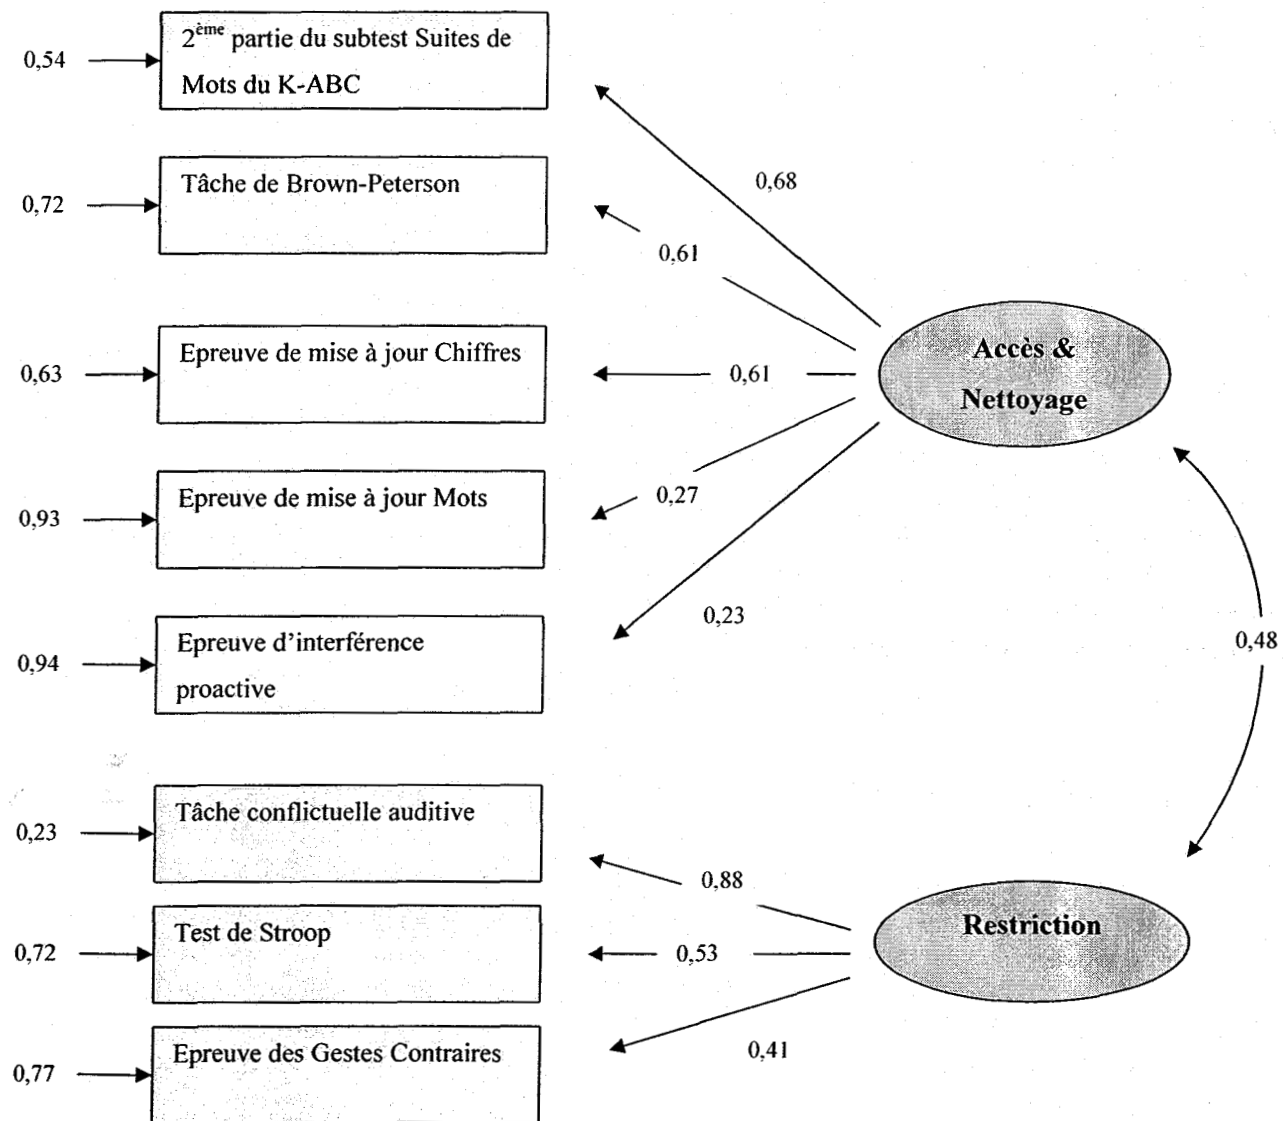 0,54
2ème partie du subtest Suites de
Mots du K-ABC
0,72
Tâche de Brown-Peterson
0,63
Epreuve de mise à jour Chiffres
0,93
Epreuve de mise à jour Mots
0,94
Epreuve d'interférence
proactive
0,23
Tâche conflictuelle auditive
0,72
Test de Stroop
0,77
Epreuve des Gestes Contraires
0,68
0,61
0,61
0,27
0,23
0,88
0,53
0,41
Accès &
Nettoyage
Restriction
0,48